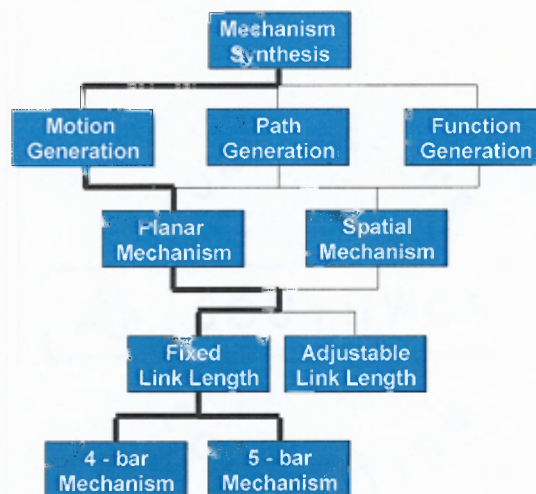 Mechanism
Synthesis
Motion
Generation
Path
Generation
Function
Generation
Planar
Mechanism
Spatial
Mechanism
Fixed
Link Length
Adjustable
Link Length
4 - bar
Mechanism
5 - bar
Mechanism